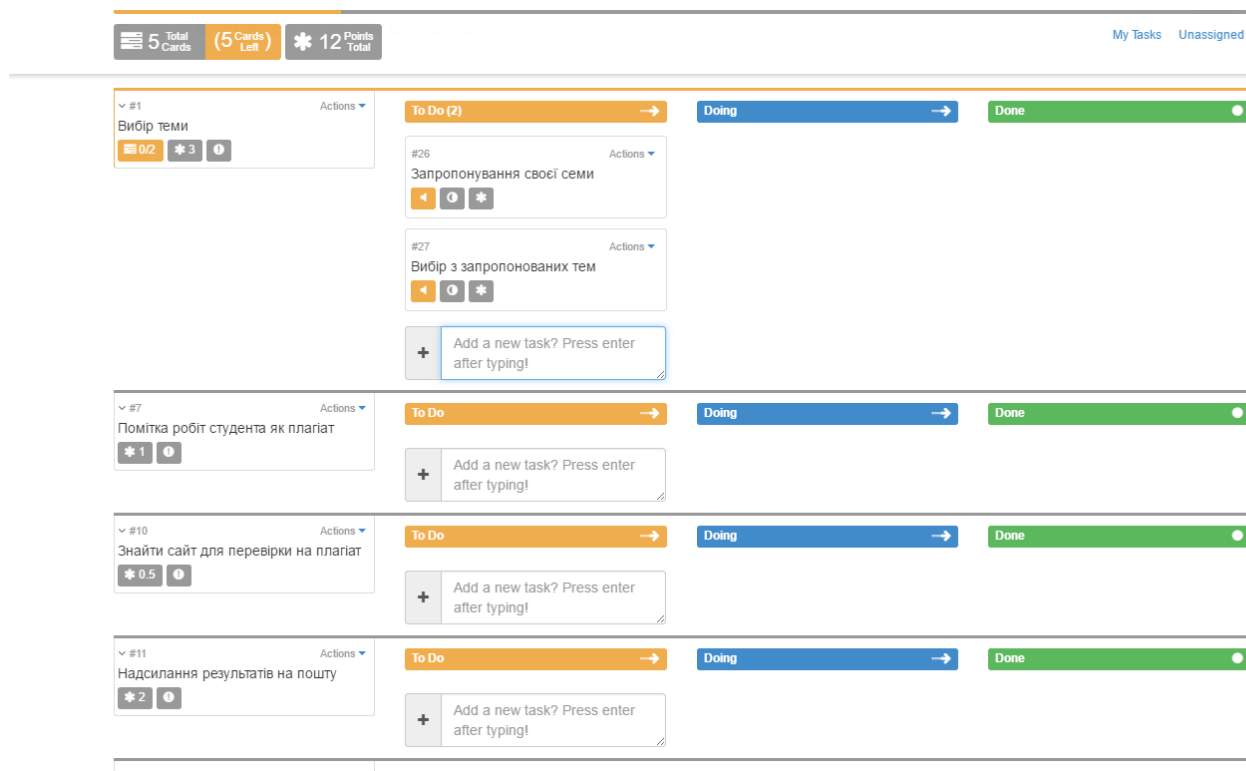 5 Total Cards (5 Cards Left) 12 Points Total
My Tasks Unassigned
#1 Actions
Вибір теми
0/2 3
To Do (2) Doing Done
#26 Actions
Запропонування своєї семи
#27 Actions
Вибір з запропонованих тем
Add a new task? Press enter
after typing!
#7 Actions
Помітка робіт студента як плагіат
1
To Do Doing Done
Add a new task? Press enter
after typing!
#10 Actions
Знайти сайт для перевірки на плагіат
0.5
To Do Doing Done
Add a new task? Press enter
after typing!
#11 Actions
Надсилання результатів на пошту
2
To Do Doing Done
Add a new task? Press enter
after typing!